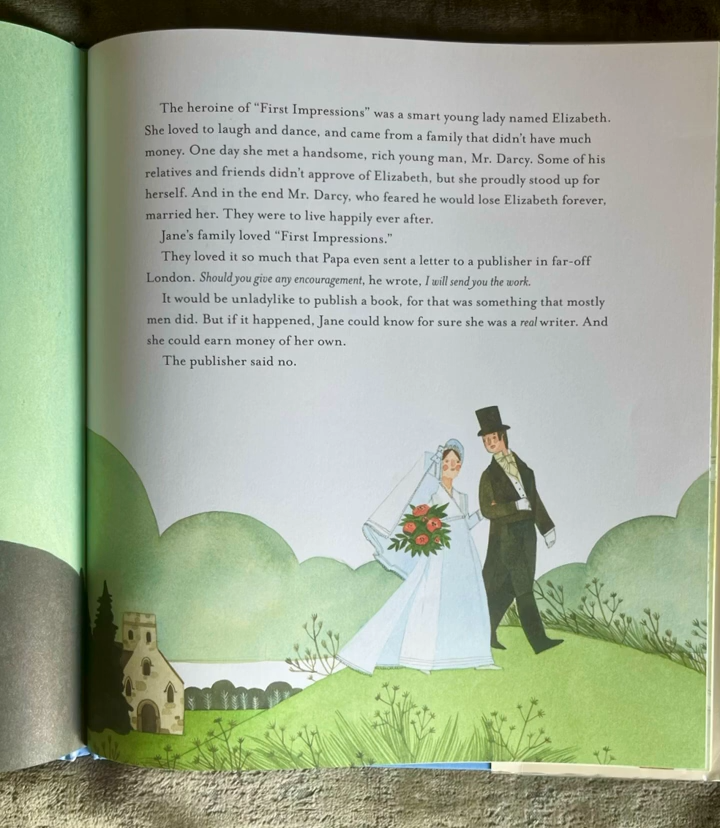 The heroine of “First Impressions” was a smart young lady named Elizabeth.
She loved to laugh and dance, and came from a family that didn’t have much
money. One day she met a handsome, rich young man, Mr. Darcy. Some of his
relatives and friends didn’t approve of Elizabeth, but she proudly stood up for
herself. And in the end Mr. Darcy, who feared he would lose Elizabeth forever,
married her. They were to live happily ever after.
Jane’s family loved “First Impressions.”
They loved it so much that Papa even sent a letter to a publisher in far-off
London. Should you give any encouragement, he wrote, I will send you the work.
It would be unladylike to publish a book, for that was something that mostly
men did. But if it happened, Jane could know for sure she was a real writer. And
she could earn money of her own.
The publisher said no.